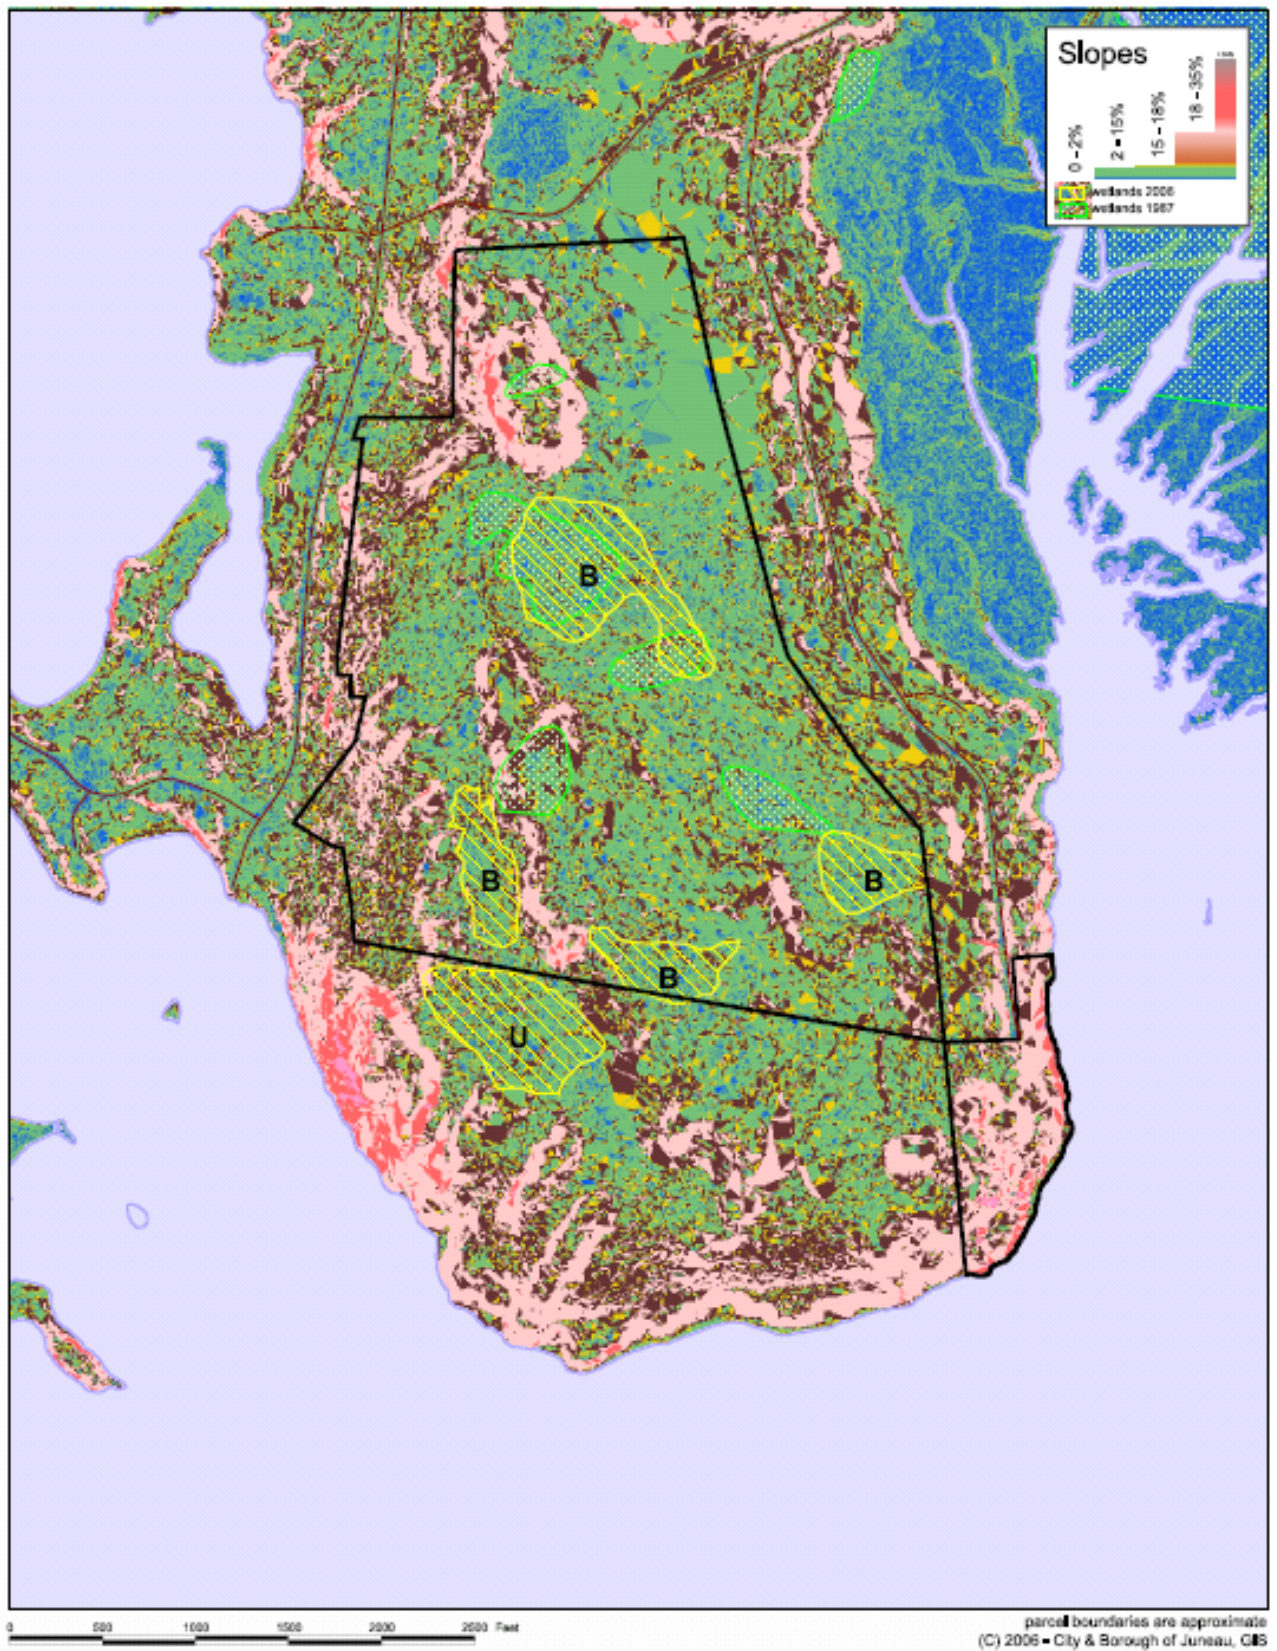 Slopes
0 - 2%
2 - 15%
15 - 18%
18 - 35%
wetlands 2006
wetlands 1987
B
B
B
B
U
0 500 1000 1500 2000 2500 Feet
parcel boundaries are approximate
(C) 2006 - City & Borough of Juneau, GIS